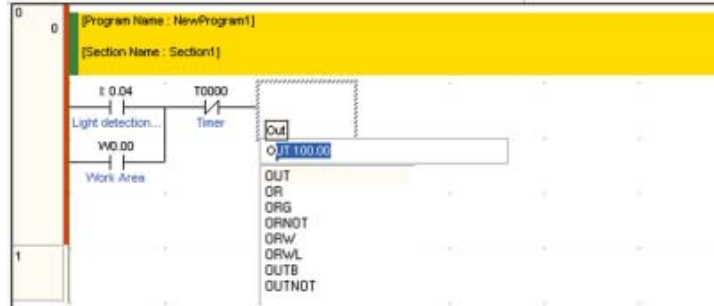 0
0
[Program Name : NewProgram1]
[Section Name : Section1]
I: 0.04
T0000
Light detection...
Timer
W0.00
Work Area
Out
OUT 100.00
OUT
OR
ORG
ORNOT
ORW
ORWL
OUTB
OUTNOT
1